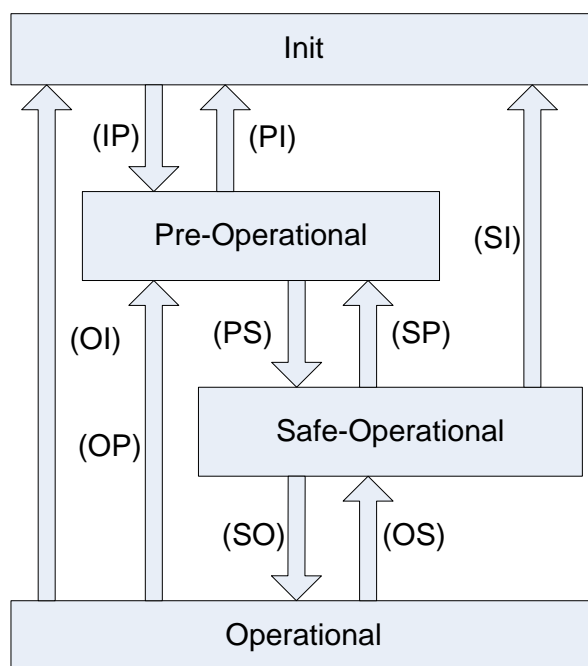 Init
(IP)
(PI)
Pre-Operational
(SI)
(OI)
(PS)
(SP)
Safe-Operational
(OP)
(SO)
(OS)
Operational